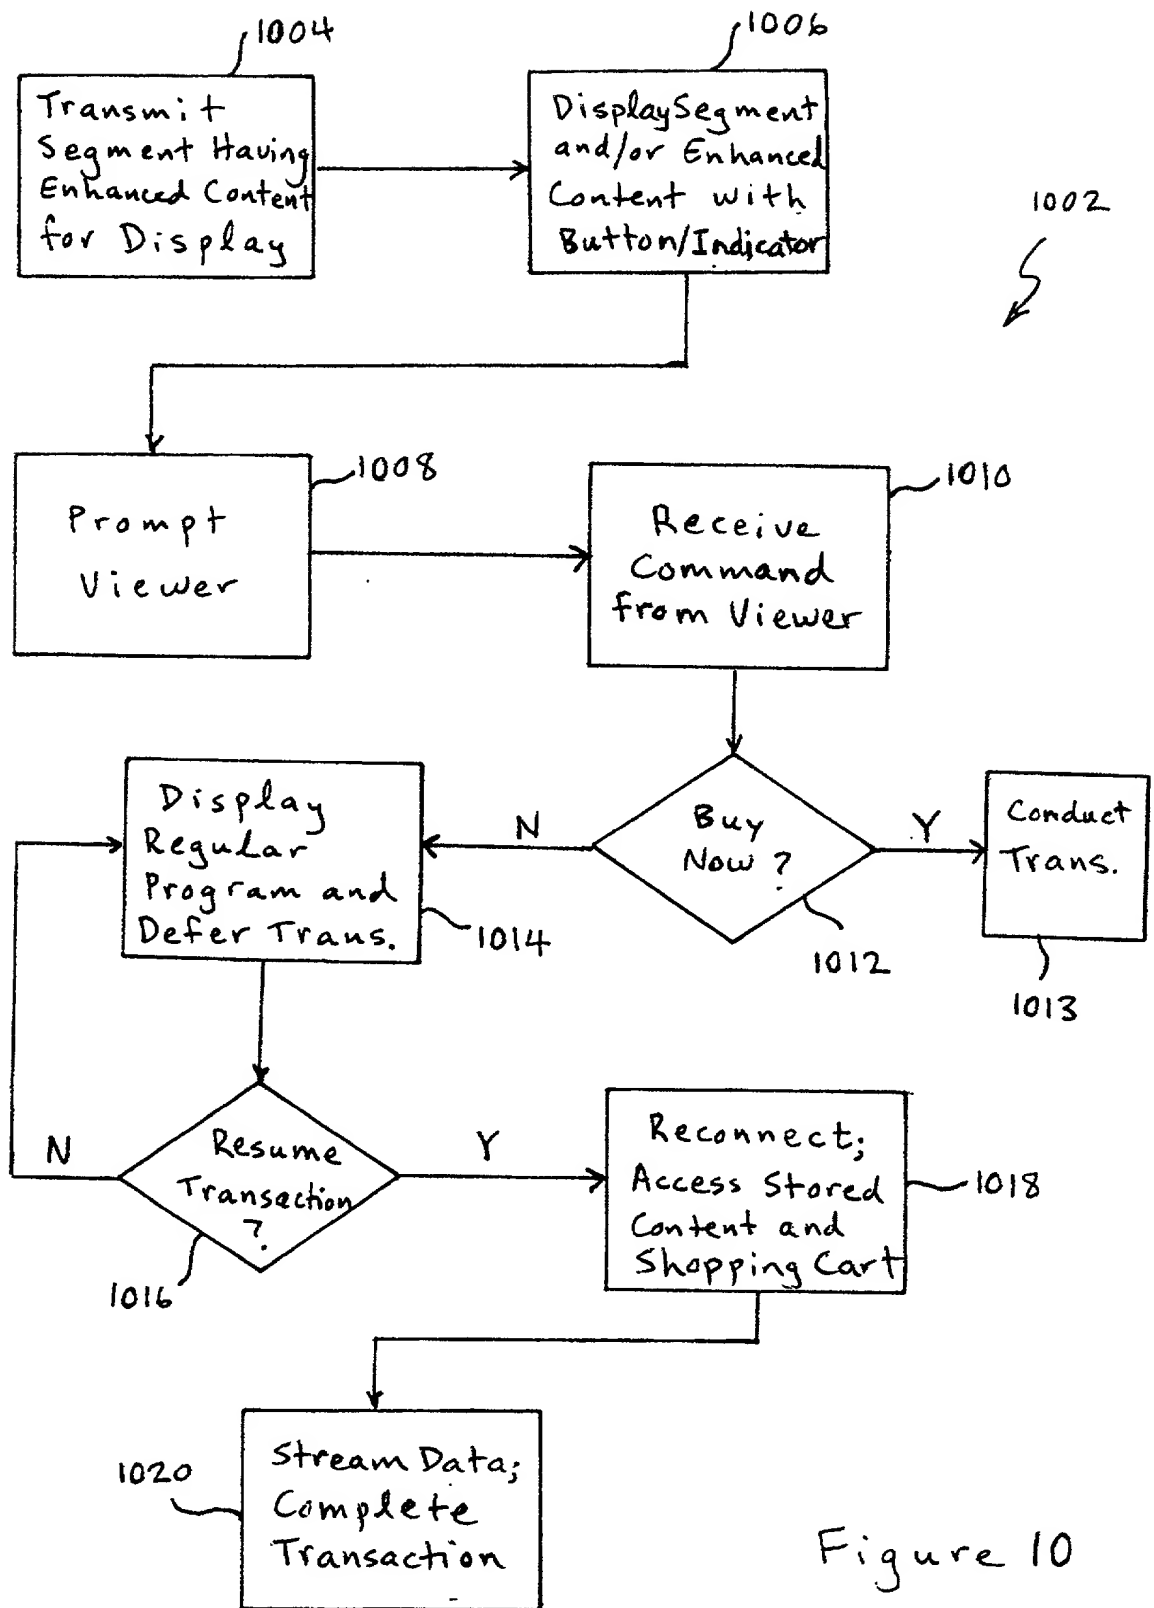 1004
Transmit
Segment Having
Enhanced Content
for Display
1006
Display Segment
and/or Enhanced
Content with
Button/Indicator
1002
1008
Prompt
Viewer
1010
Receive
Command
from Viewer
Display
Regular
Program and
Defer Trans.
1014
N
Buy
Now?
1012
Y
Conduct
Trans.
1013
N
Resume
Transaction
?
1016
Y
Reconnect;
Access Stored
Content and
Shopping Cart
1018
1020
Stream Data;
Complete
Transaction
Figure 10